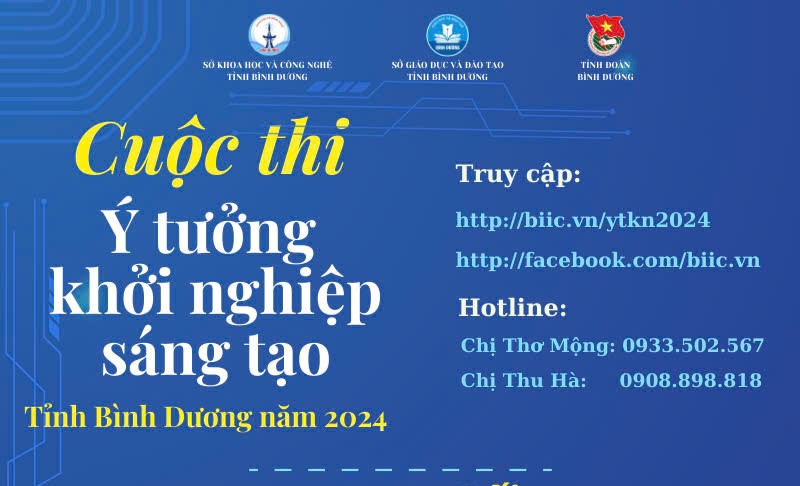 SỞ KHOA HỌC VÀ CÔNG NGHỆ
TỈNH BÌNH DƯƠNG
BÌNH DƯƠNG
SỞ GIÁO DỤC VÀ ĐÀO TẠO
TỈNH BÌNH DƯƠNG
TỈNH ĐOÀN
BÌNH DƯƠNG
Cuộc thi
Ý tưởng
khởi nghiệp
sáng tạo
Tỉnh Bình Dương năm 2024
Truy cập:
http://biic.vn/ytkn2024
http://facebook.com/biic.vn
Hotline:
Chị Thơ Mộng: 0933.502.567
Chị Thu Hà: 0908.898.818